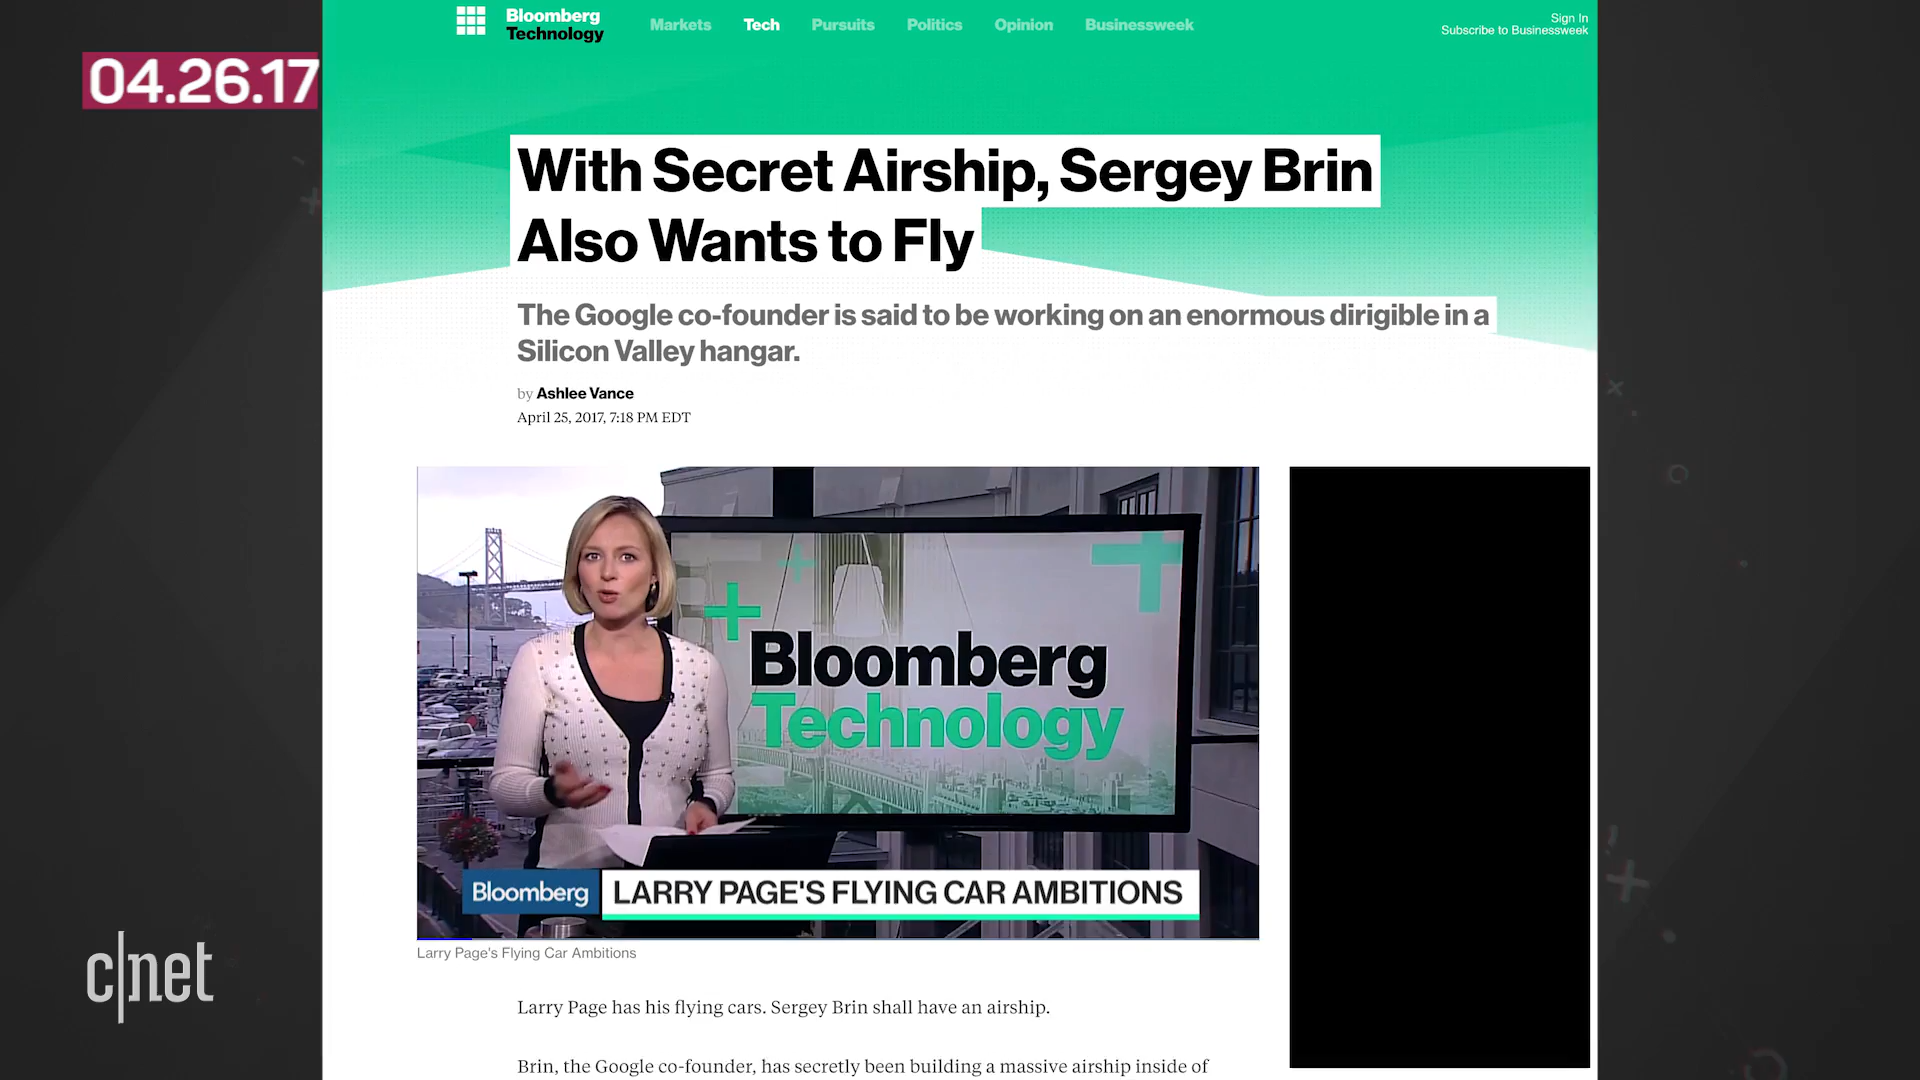 Bloomberg
Technology
Markets
Tech
Pursuits
Politics
Opinion
Businessweek
Sign In
Subscribe to Businessweek
04.26.17
With Secret Airship, Sergey Brin
Also Wants to Fly
The Google co-founder is said to be working on an enormous dirigible in a
Silicon Valley hangar.
by Ashlee Vance
April 25, 2017, 7:18 PM EDT
Bloomberg
Technology
Bloomberg
LARRY PAGE'S FLYING CAR AMBITIONS
Larry Page's Flying Car Ambitions
c|net
Larry Page has his flying cars. Sergey Brin shall have an airship.
Brin, the Google co-founder, has secretly been building a massive airship inside of